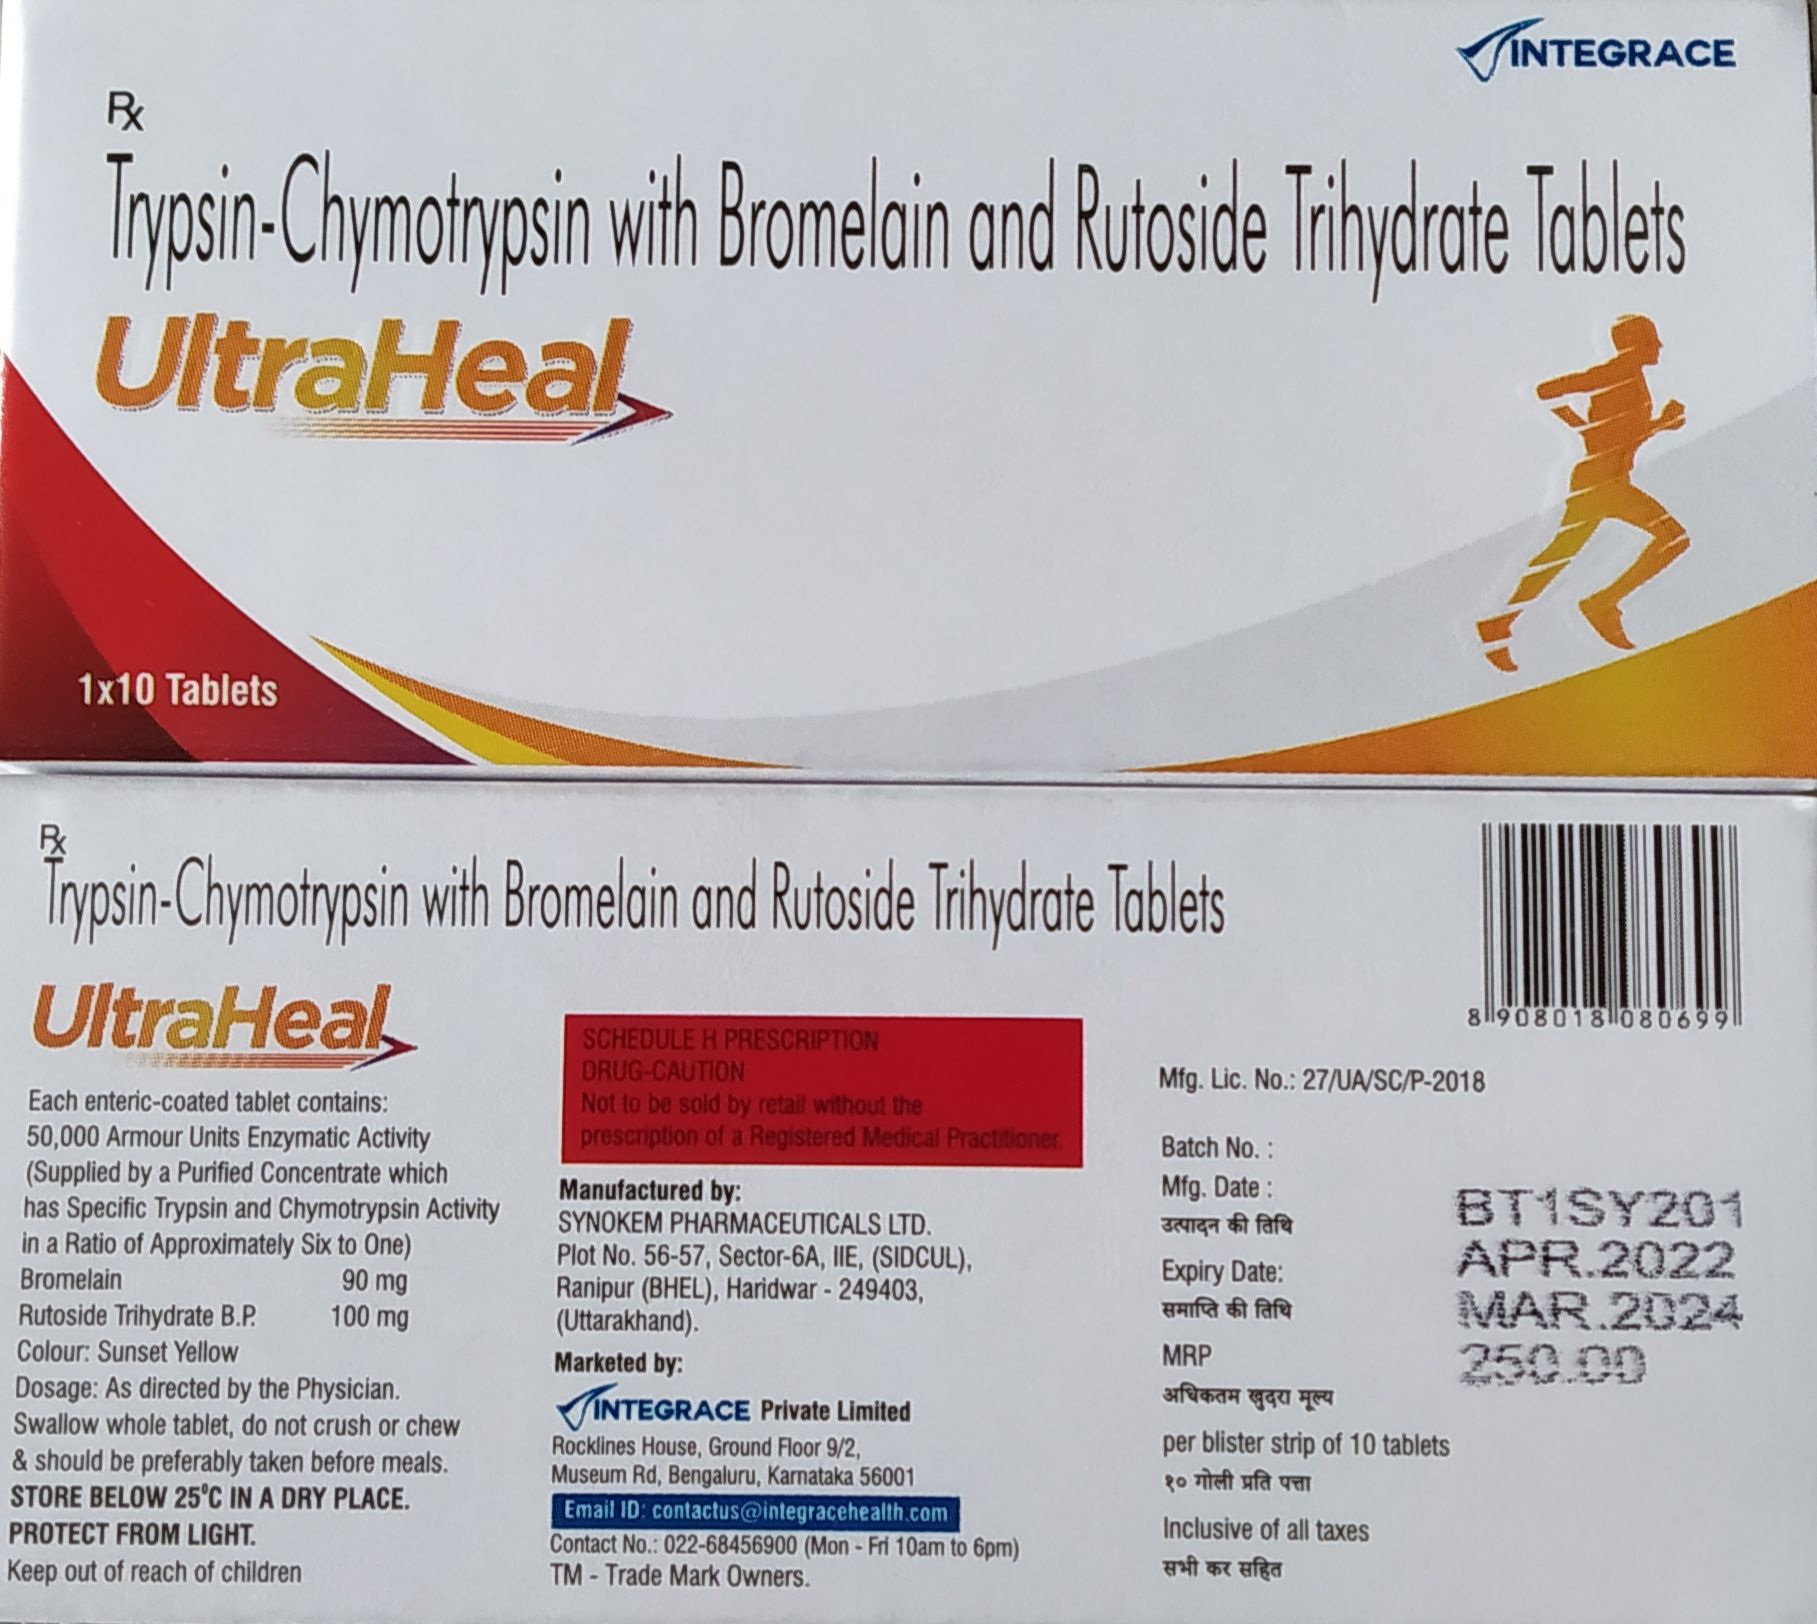 INTEGRACE
Rx
Trypsin-Chymotrypsin with Bromelain and Rutoside Trihydrate Tablets
UltraHeal
1x10 Tablets
Rx
Trypsin-Chymotrypsin with Bromelain and Rutoside Trihydrate Tablets
UltraHeal
Each enteric-coated tablet contains:
50,000 Armour Units Enzymatic Activity
(Supplied by a Purified Concentrate which
has Specific Trypsin and Chymotrypsin Activity
in a Ratio of Approximately Six to One)
Bromelain 90 mg
Rutoside Trihydrate B.P. 100 mg
Colour: Sunset Yellow
Dosage: As directed by the Physician.
Swallow whole tablet, do not crush or chew
& should be preferably taken before meals.
STORE BELOW 25⁰C IN A DRY PLACE.
PROTECT FROM LIGHT.
Keep out of reach of children
SCHEDULE H PRESCRIPTION
DRUG-CAUTION
Not to be sold by retail without the
prescription of a Registered Medical Practitioner.
Manufactured by:
SYNOKEM PHARMACEUTICALS LTD.
Plot No. 56-57, Sector-6A, IIE, (SIDCUL),
Ranipur (BHEL), Haridwar - 249403,
(Uttarakhand).
Marketed by:
INTEGRACE Private Limited
Rocklines House, Ground Floor 9/2,
Museum Rd, Bengaluru, Karnataka 56001
Email ID: contactus@integracehealth.com
Contact No.: 022-68456900 (Mon - Fri 10am to 6pm)
TM - Trade Mark Owners.
8 908018 080699
Mfg. Lic. No.: 27/UA/SC/P-2018
Batch No. :
Mfg. Date :
उत्पादन की तिथि
Expiry Date:
समाप्ति की तिथि
MRP
अधिकतम खुदरा मूल्य
per blister strip of 10 tablets
१० गोली प्रति पत्ता
Inclusive of all taxes
सभी कर सहित
BT1SY201
APR.2022
MAR.2024
250.00